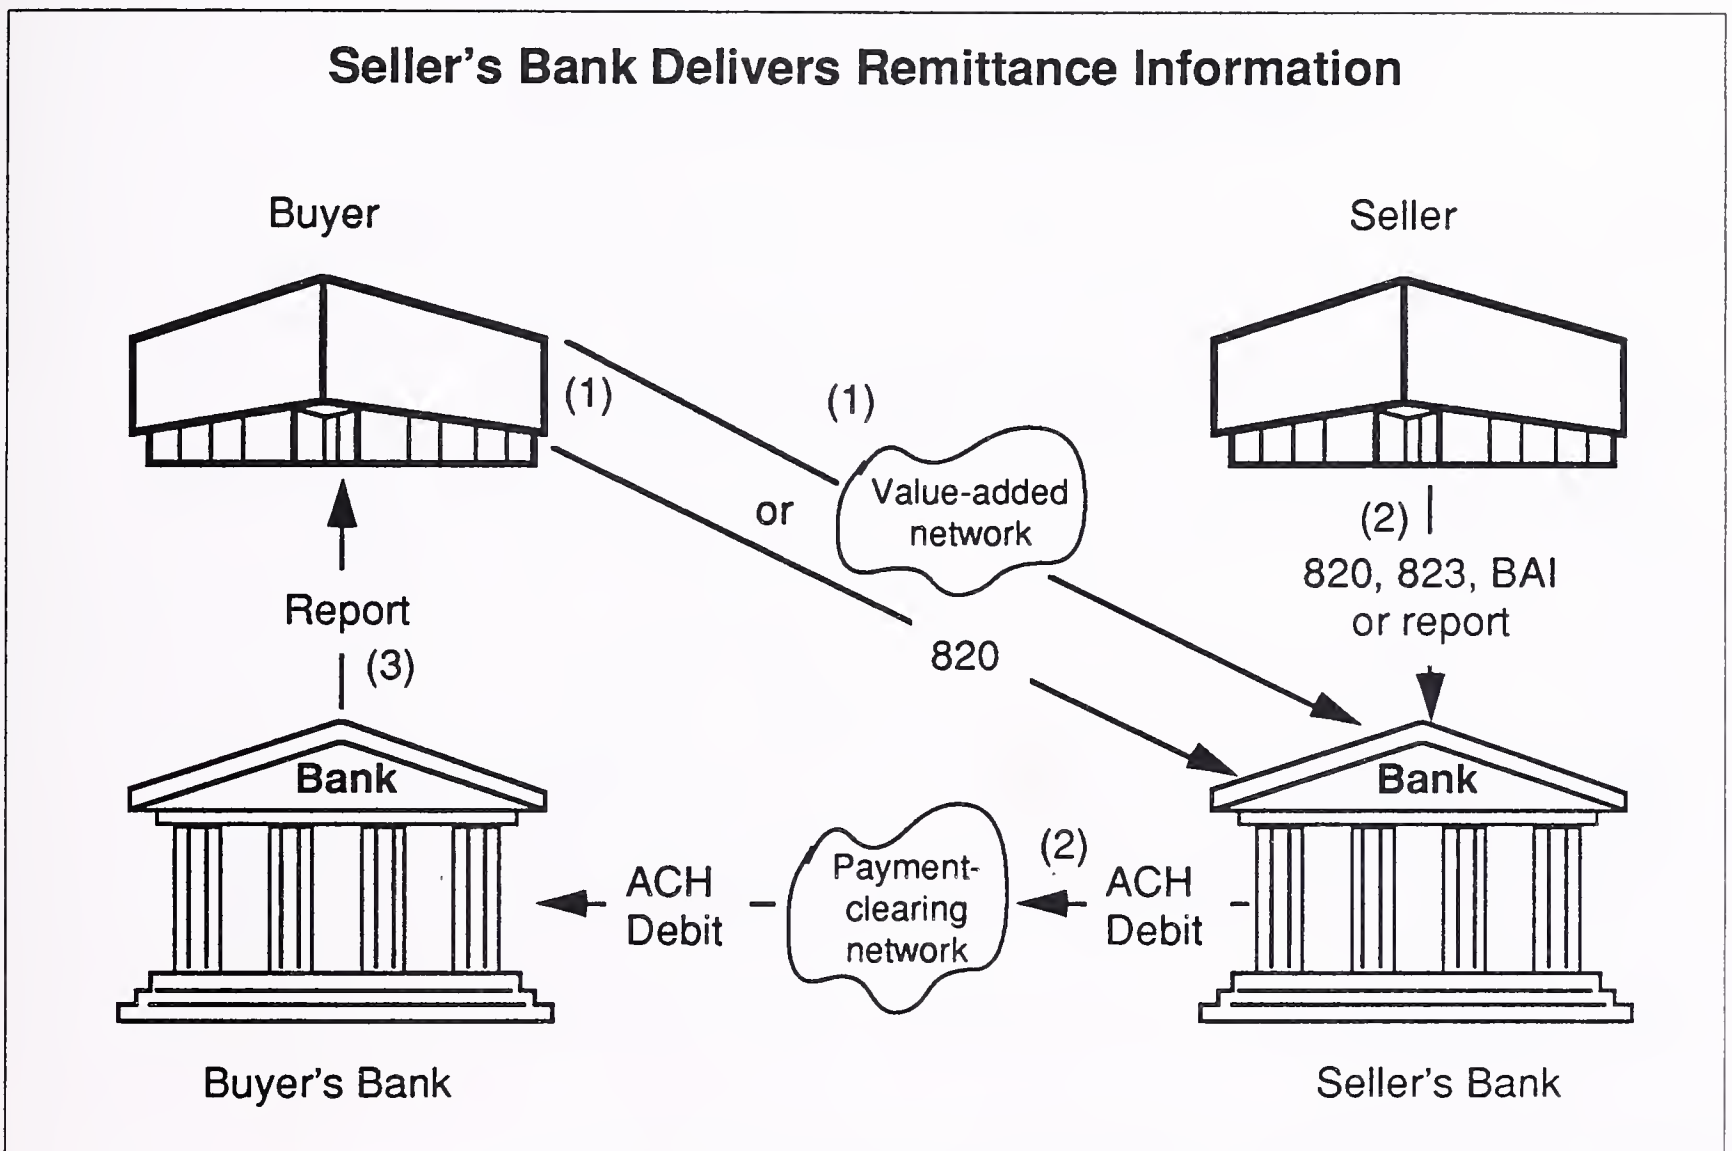 Seller's Bank Delivers Remittance Information
Buyer
Seller
(1)
(1)
or
Value-added
network
(2)
820, 823, BAI
or report
Report
(3)
820
Bank
Bank
ACH
Debit
Payment-
clearing
network
(2)
ACH
Debit
Buyer's Bank
Seller's Bank